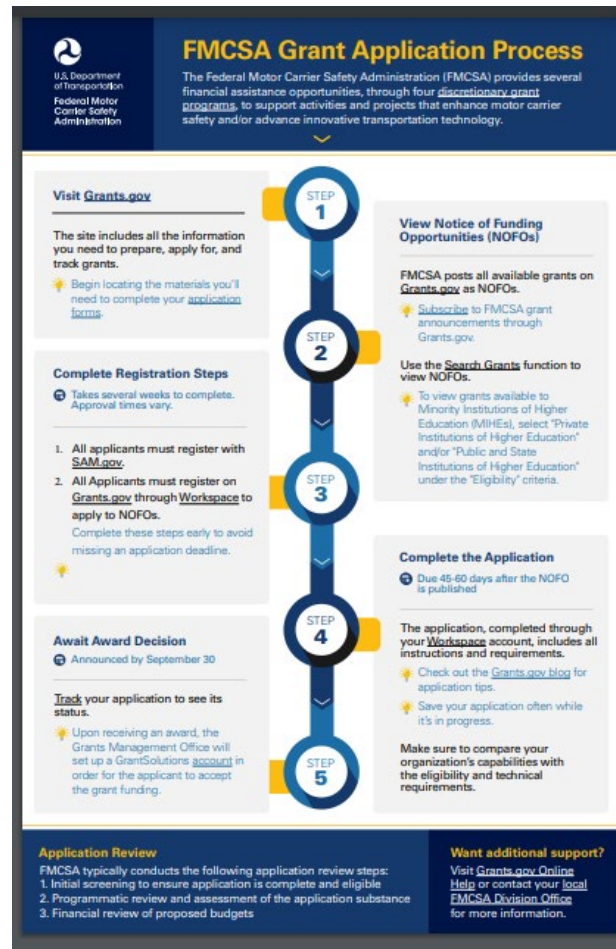 U.S. Department
of Transportation
Federal Motor
Carrier Safety
Administration
FMCSA Grant Application Process
The Federal Motor Carrier Safety Administration (FMCSA) provides several
financial assistance opportunities, through four discretionary grant
programs, to support activities and projects that enhance motor carrier
safety and/or advance innovative transportation technology.
STEP
1
Visit Grants.gov
The site includes all the information
you need to prepare, apply for, and
track grants.
Begin locating the materials you'll
need to complete your application
forms.
STEP
2
View Notice of Funding
Opportunities (NOFOs)
FMCSA posts all available grants on
Grants.gov as NOFOs.
Subscribe to FMCSA grant
announcements through
Grants.gov.
Use the Search Grants function to
view NOFOs.
To view grants available to
Minority Institutions of Higher
Education (MIHEs), select "Private
Institutions of Higher Education"
and/or "Public and State
Institutions of Higher Education"
under the "Eligibility" criteria.
STEP
3
Complete Registration Steps
Takes several weeks to complete.
Approval times vary.
1. All applicants must register with
SAM.gov.
2. All Applicants must register on
Grants.gov through Workspace to
apply to NOFOs.
Complete these steps early to avoid
missing an application deadline.
STEP
4
Complete the Application
Due 45-60 days after the NOFO
is published
The application, completed through
your Workspace account, includes all
instructions and requirements.
Check out the Grants.gov blog for
application tips.
Save your application often while
it's in progress.
Make sure to compare your
organization's capabilities with
the eligibility and technical
requirements.
STEP
5
Await Award Decision
Announced by September 30
Track your application to see its
status.
Upon receiving an award, the
Grants Management Office will
set up a GrantSolutions account in
order for the applicant to accept
the grant funding.
Application Review
FMCSA typically conducts the following application review steps:
1. Initial screening to ensure application is complete and eligible
2. Programmatic review and assessment of the application substance
3. Financial review of proposed budgets
Want additional support?
Visit Grants.gov Online
Help or contact your local
FMCSA Division Office
for more information.